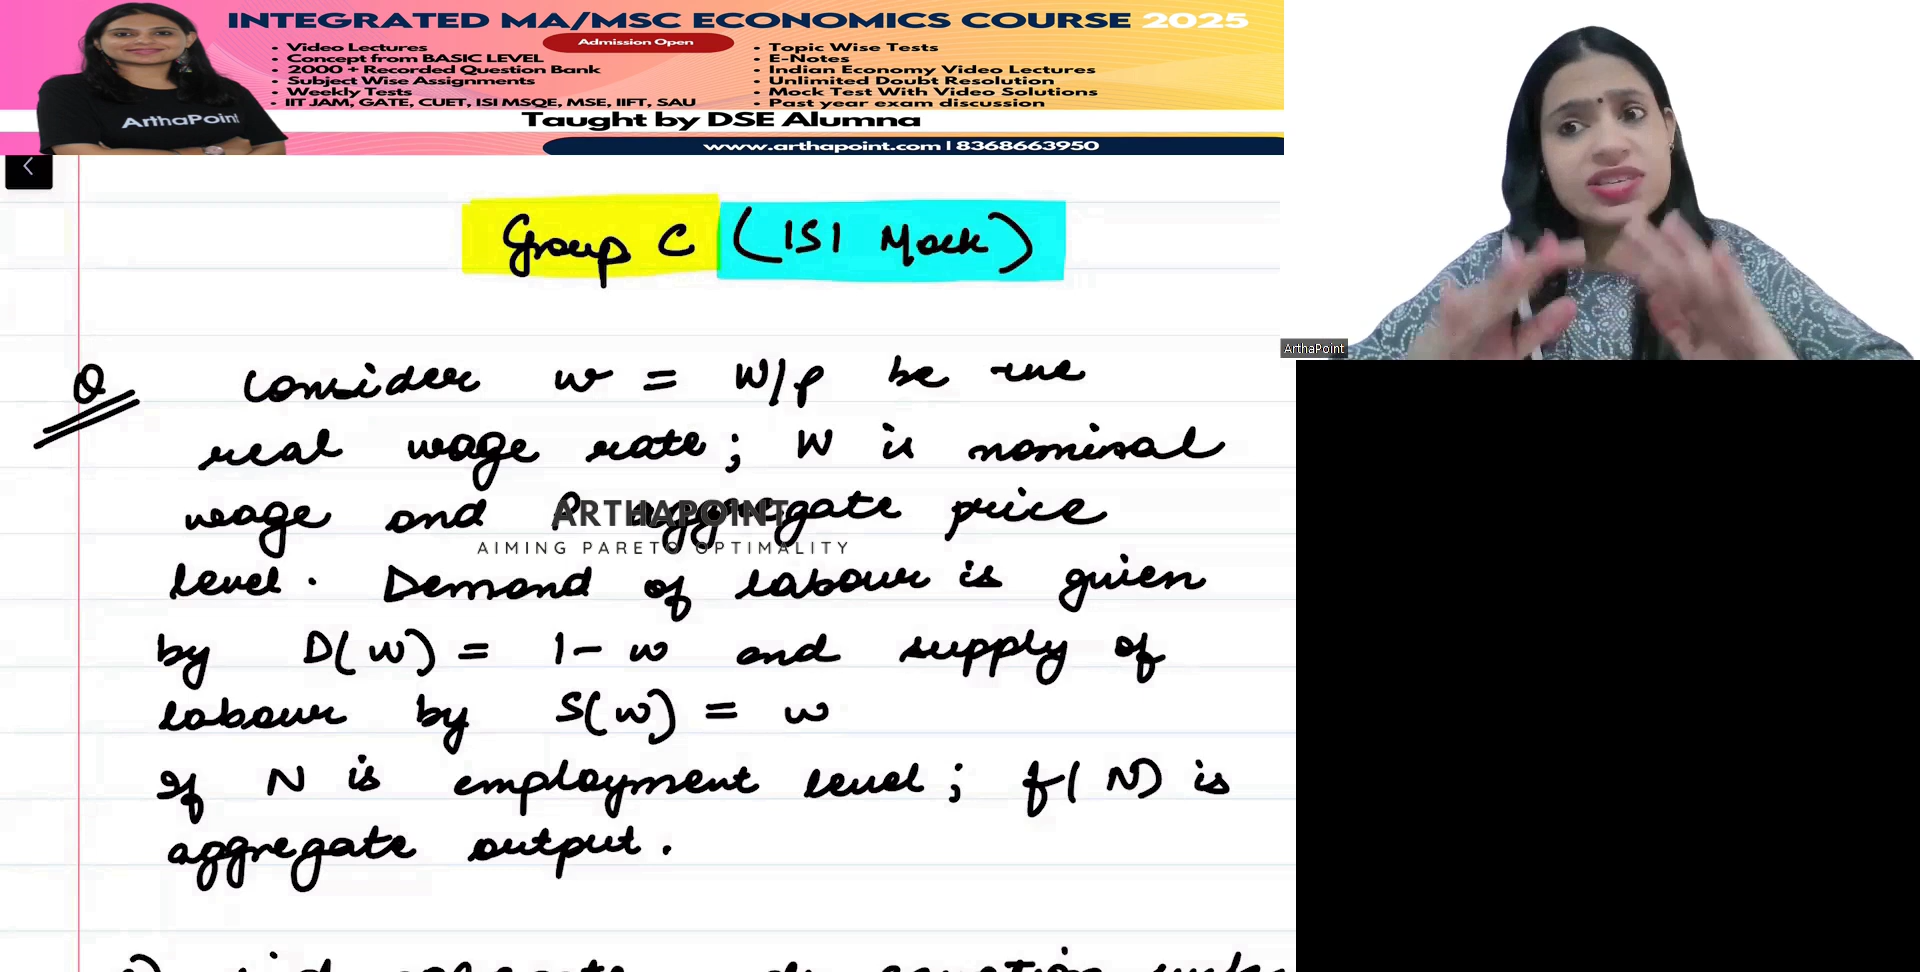 INTEGRATED MA/MSC ECONOMICS COURSE 2025
Admission Open
• Video Lectures
• Concept from BASIC LEVEL
• 2000 + Recorded Question Bank
• Subject Wise Assignments
• Weekly Tests
• IIT JAM, GATE, CUET, ISI MSQE, MSE, IIFT, SAU
• Topic Wise Tests
• E-Notes
• Indian Economy Video Lectures
• Unlimited Doubt Resolution
• Mock Test With Video Solutions
• Past year exam discussion
ArthaPoint
Taught by DSE Alumna
www.arthapoint.com | 8368663950
ArthaPoint
Group C (ISI Mock)
Q Consider w = W/P be the
real wage rate; W is nominal
wage and P aggregate price
ARTHAPOINT
AIMING PARETO OPTIMALITY
level. Demand of labour is given
by D(w) = 1 - w and supply of
labour by S(w) = w
If N is employment level; f(N) is
aggregate output.